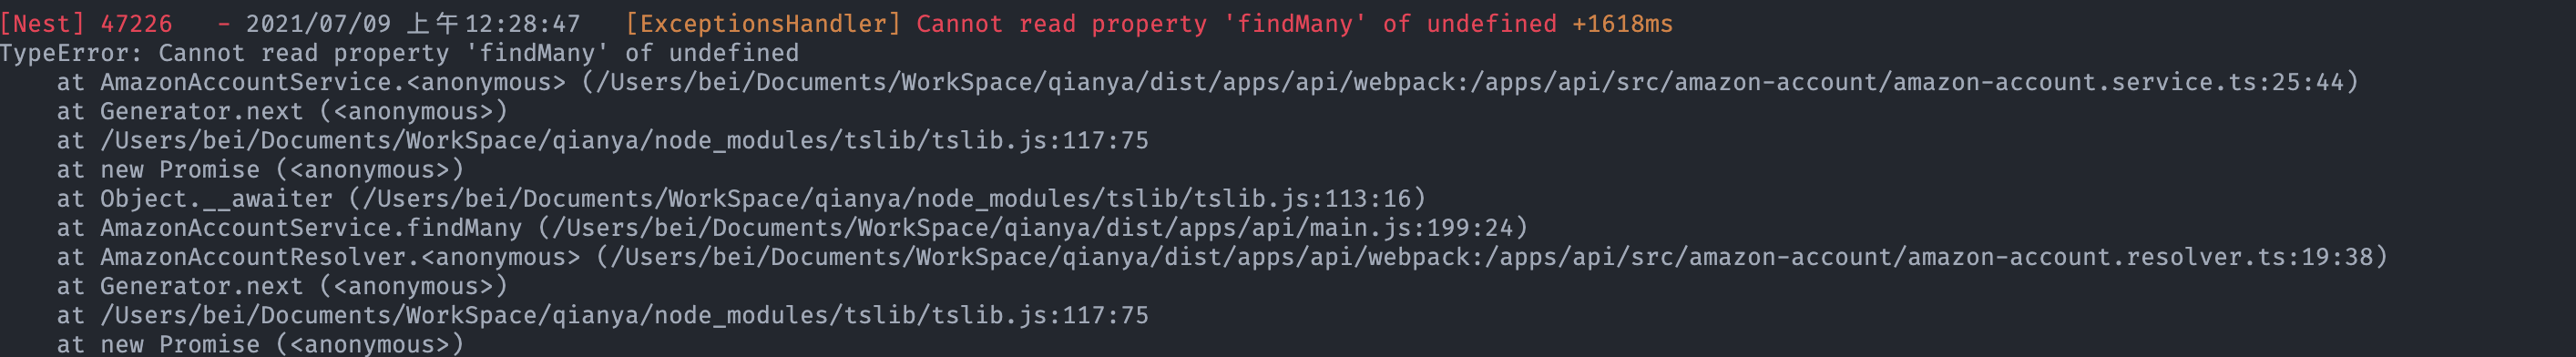 [Nest] 47226   - 2021/07/09 上午12:28:47   [ExceptionsHandler] Cannot read property 'findMany' of undefined +1618ms
TypeError: Cannot read property 'findMany' of undefined
    at AmazonAccountService.<anonymous> (/Users/bei/Documents/WorkSpace/qianya/dist/apps/api/webpack:/apps/api/src/amazon-account/amazon-account.service.ts:25:44)
    at Generator.next (<anonymous>)
    at /Users/bei/Documents/WorkSpace/qianya/node_modules/tslib/tslib.js:117:75
    at new Promise (<anonymous>)
    at Object.__awaiter (/Users/bei/Documents/WorkSpace/qianya/node_modules/tslib/tslib.js:113:16)
    at AmazonAccountService.findMany (/Users/bei/Documents/WorkSpace/qianya/dist/apps/api/main.js:199:24)
    at AmazonAccountResolver.<anonymous> (/Users/bei/Documents/WorkSpace/qianya/dist/apps/api/webpack:/apps/api/src/amazon-account/amazon-account.resolver.ts:19:38)
    at Generator.next (<anonymous>)
    at /Users/bei/Documents/WorkSpace/qianya/node_modules/tslib/tslib.js:117:75
    at new Promise (<anonymous>)